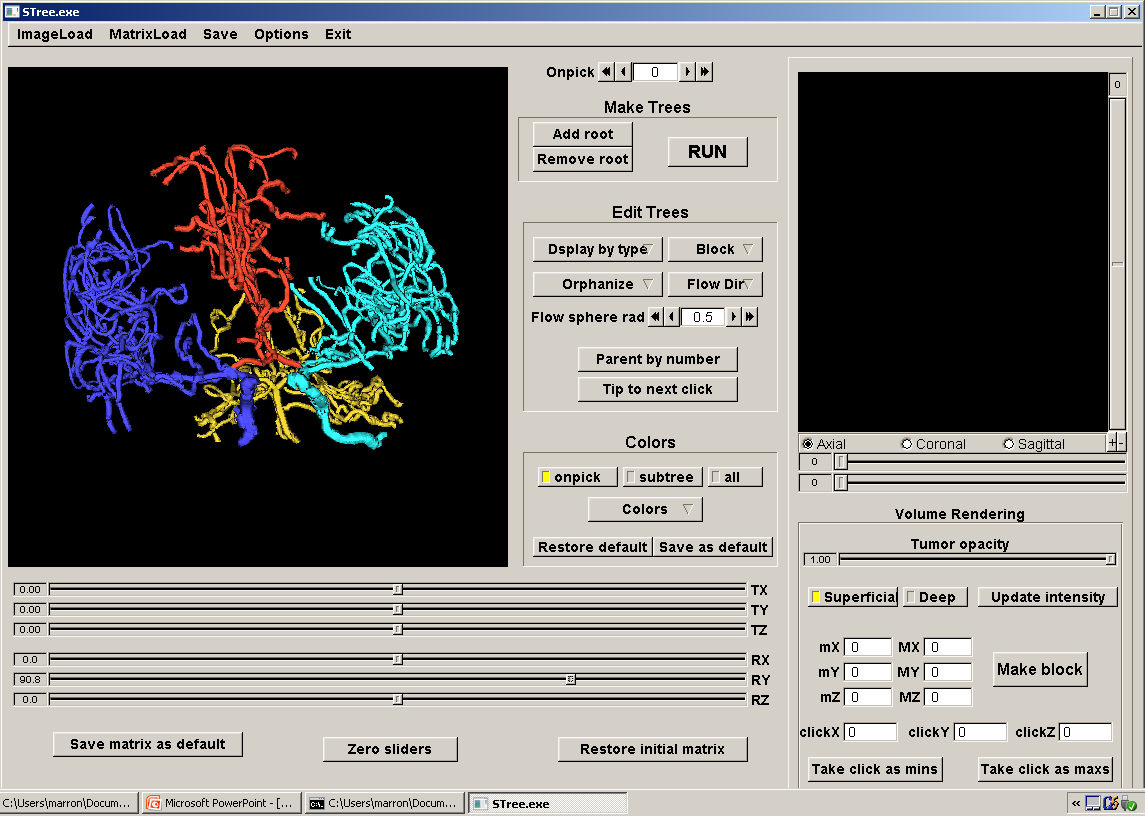 STree.exe
ImageLoad MatrixLoad Save Options Exit
Onpick 0
Make Trees
Add root
Remove root
RUN
Edit Trees
Dsplay by type Block
Orphanize Flow Dir
Flow sphere rad 0.5
Parent by number
Tip to next click
Colors
onpick subtree all
Colors
Restore default Save as default
0
Axial Coronal Sagittal + -
0
0
Volume Rendering
Tumor opacity
1.00
Superficial Deep Update intensity
mX 0 MX 0
mY 0 MY 0
mZ 0 MZ 0
Make block
clickX 0 clickY 0 clickZ 0
Take click as mins Take click as maxs
0.00 TX
0.00 TY
0.00 TZ
0.0 RX
90.8 RY
0.0 RZ
Save matrix as default Zero sliders Restore initial matrix
C:\Users\marron\Docum... Microsoft PowerPoint - [... C:\Users\marron\Docum... STree.exe «